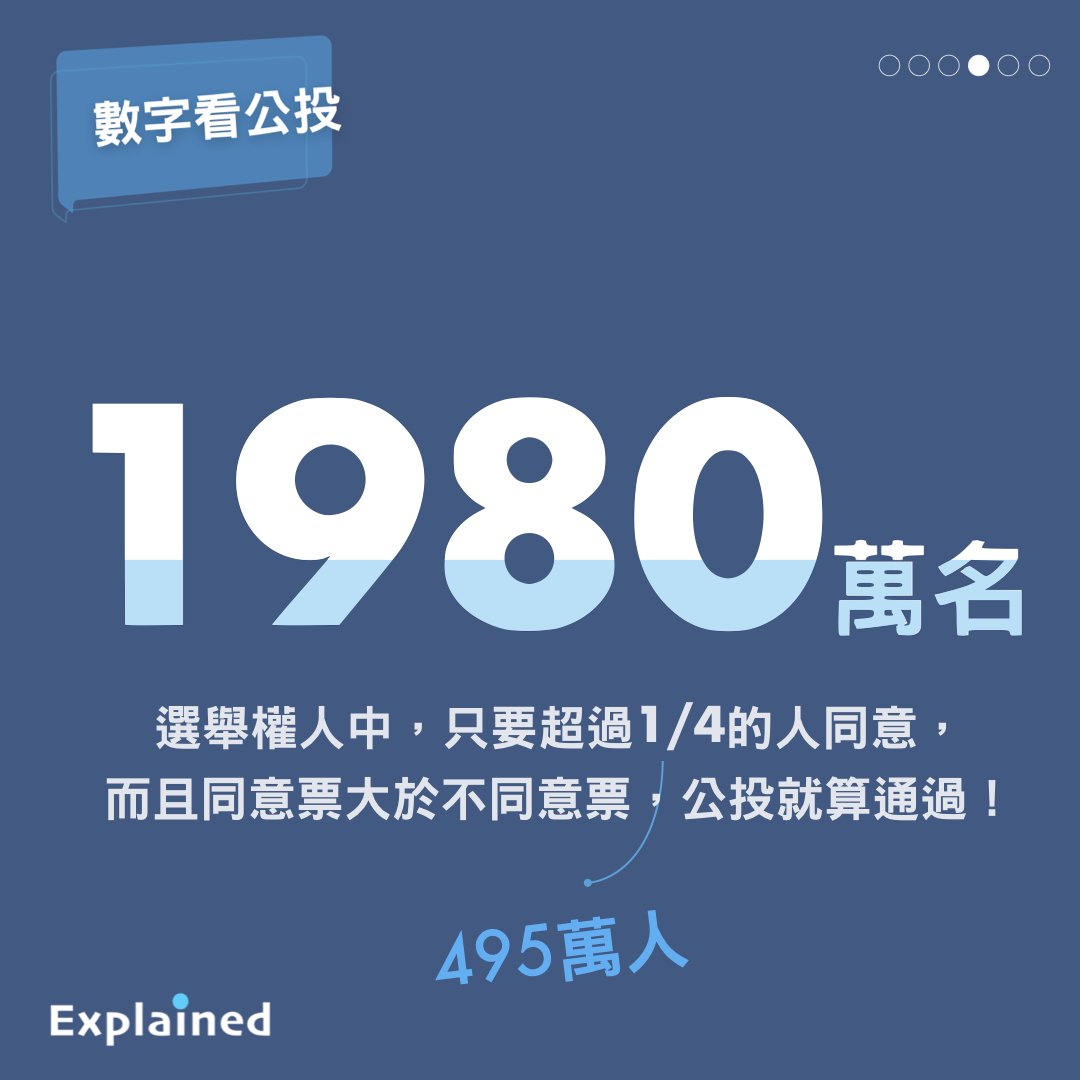 數字看公投
1980萬名
選舉權人中，只要超過1/4的人同意，
而且同意票大於不同意票，公投就算通過！
495萬人
Explained